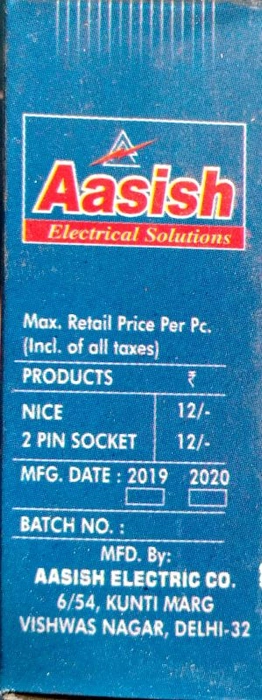 Aasish
Electrical Solutions
Max. Retail Price Per Pc.
(Incl. of all taxes)
PRODUCTS ₹
NICE 12/-
2 PIN SOCKET 12/-
MFG. DATE : 2019 2020
BATCH NO. :
MFD. By:
AASISH ELECTRIC CO.
6/54, KUNTI MARG
VISHWAS NAGAR, DELHI-32